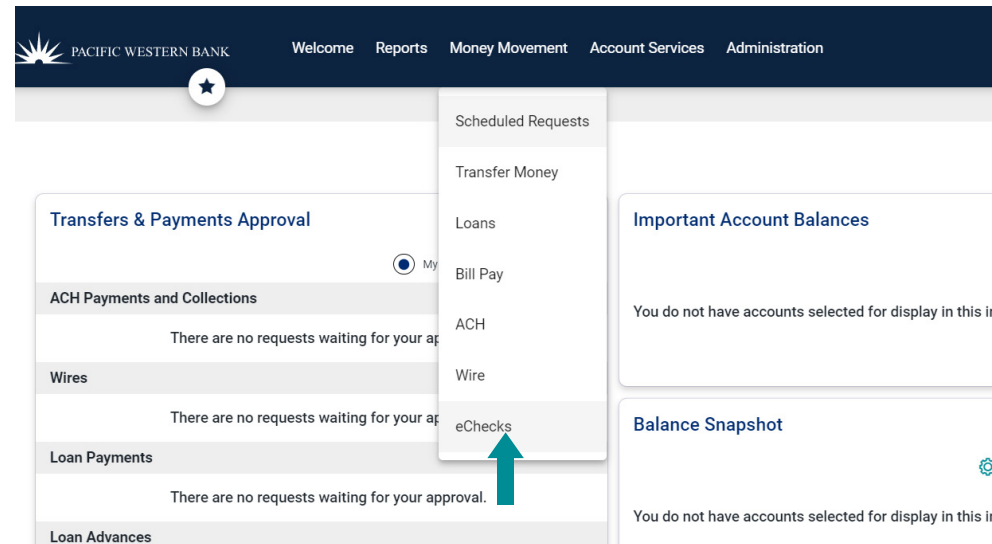 PACIFIC WESTERN BANK
Welcome Reports Money Movement Account Services Administration
Scheduled Requests
Transfer Money
Loans
Bill Pay
ACH
Wire
eChecks
Transfers & Payments Approval
My
ACH Payments and Collections
There are no requests waiting for your
Wires
There are no requests waiting for your
Loan Payments
There are no requests waiting for your approval.
Loan Advances
Important Account Balances
You do not have accounts selected for display in this
Balance Snapshot
You do not have accounts selected for display in this